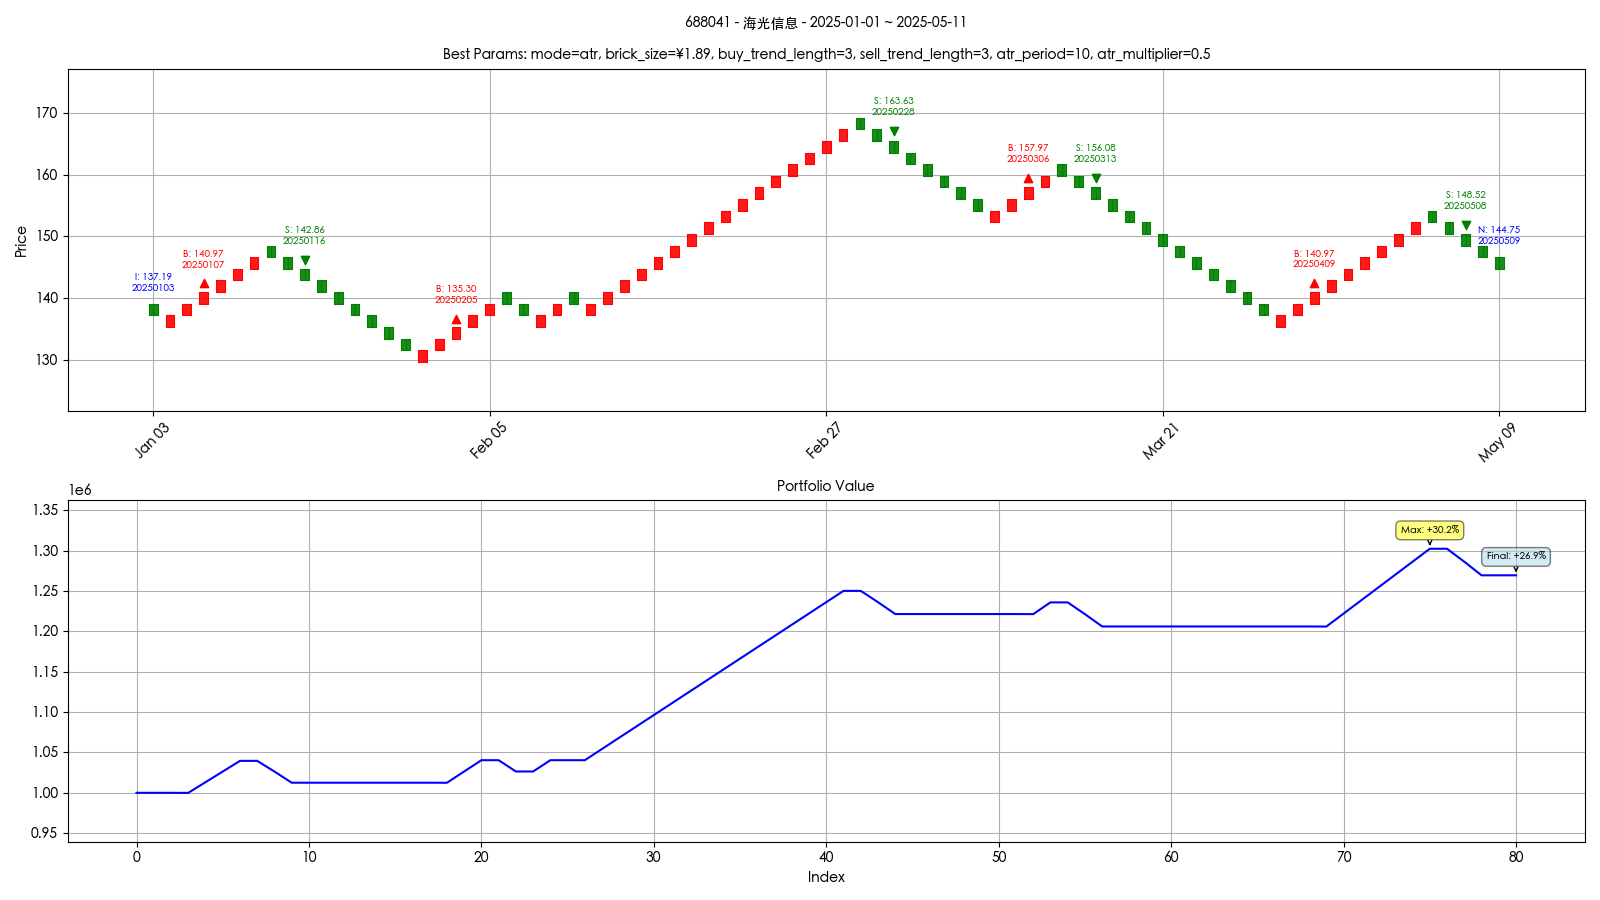 688041 - 海光信息 - 2025-01-01 ~ 2025-05-11
Best Params: mode=atr, brick_size=¥1.89, buy_trend_length=3, sell_trend_length=3, atr_period=10, atr_multiplier=0.5
Price
170
160
150
140
130
I: 137.19
20250103
B: 140.97
20250107
S: 142.86
20250116
B: 135.30
20250205
S: 163.63
20250228
B: 157.97
20250306
S: 156.08
20250313
B: 140.97
20250409
S: 148.52
20250508
N: 144.75
20250509
Jan 03
Feb 05
Feb 27
Mar 21
May 09
Portfolio Value
1e6
1.35
1.30
1.25
1.20
1.15
1.10
1.05
1.00
0.95
Max: +30.2%
Final: +26.9%
0 10 20 30 40 50 60 70 80
Index